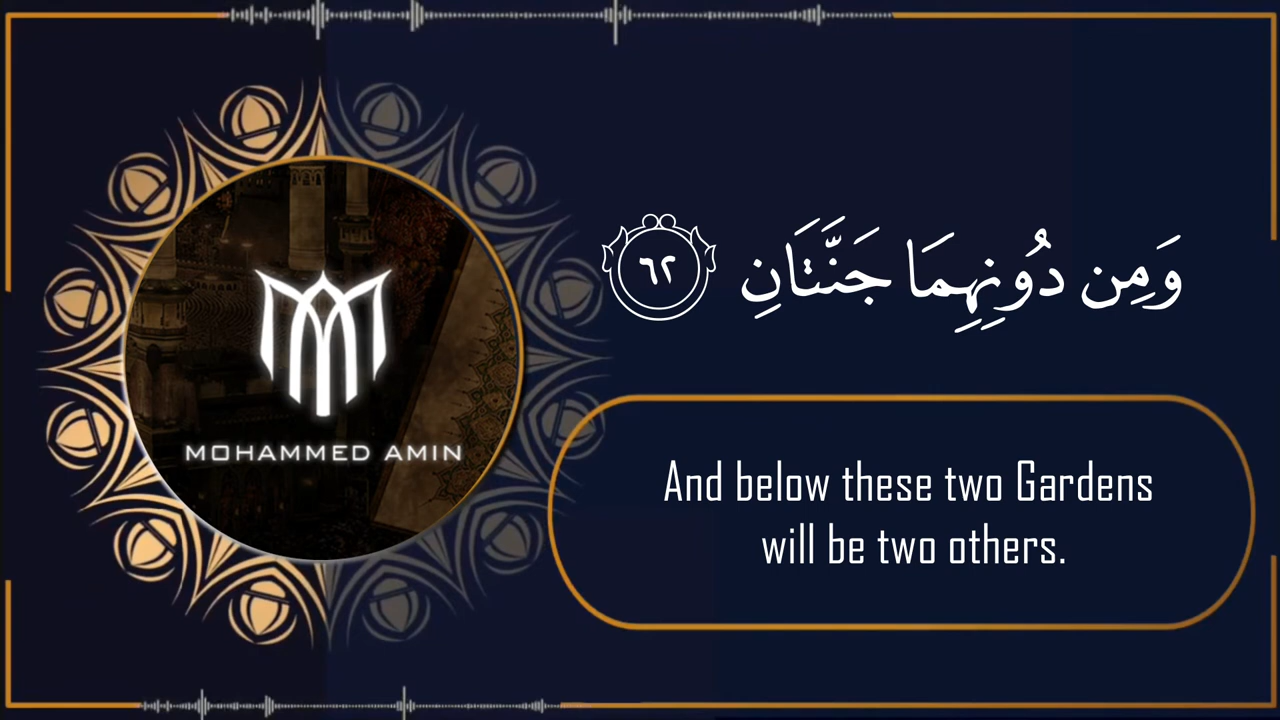 وَمِن دُونِهِمَا جَنَّتَانِ ٦٢
MOHAMMED AMIN
And below these two Gardens
will be two others.